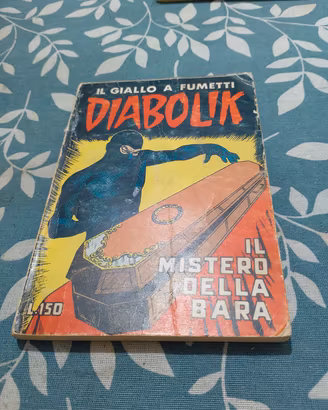 IL GIALLO A FUMETTI
DIABOLIK
IL
MISTERO
DELLA
BARA
L.150